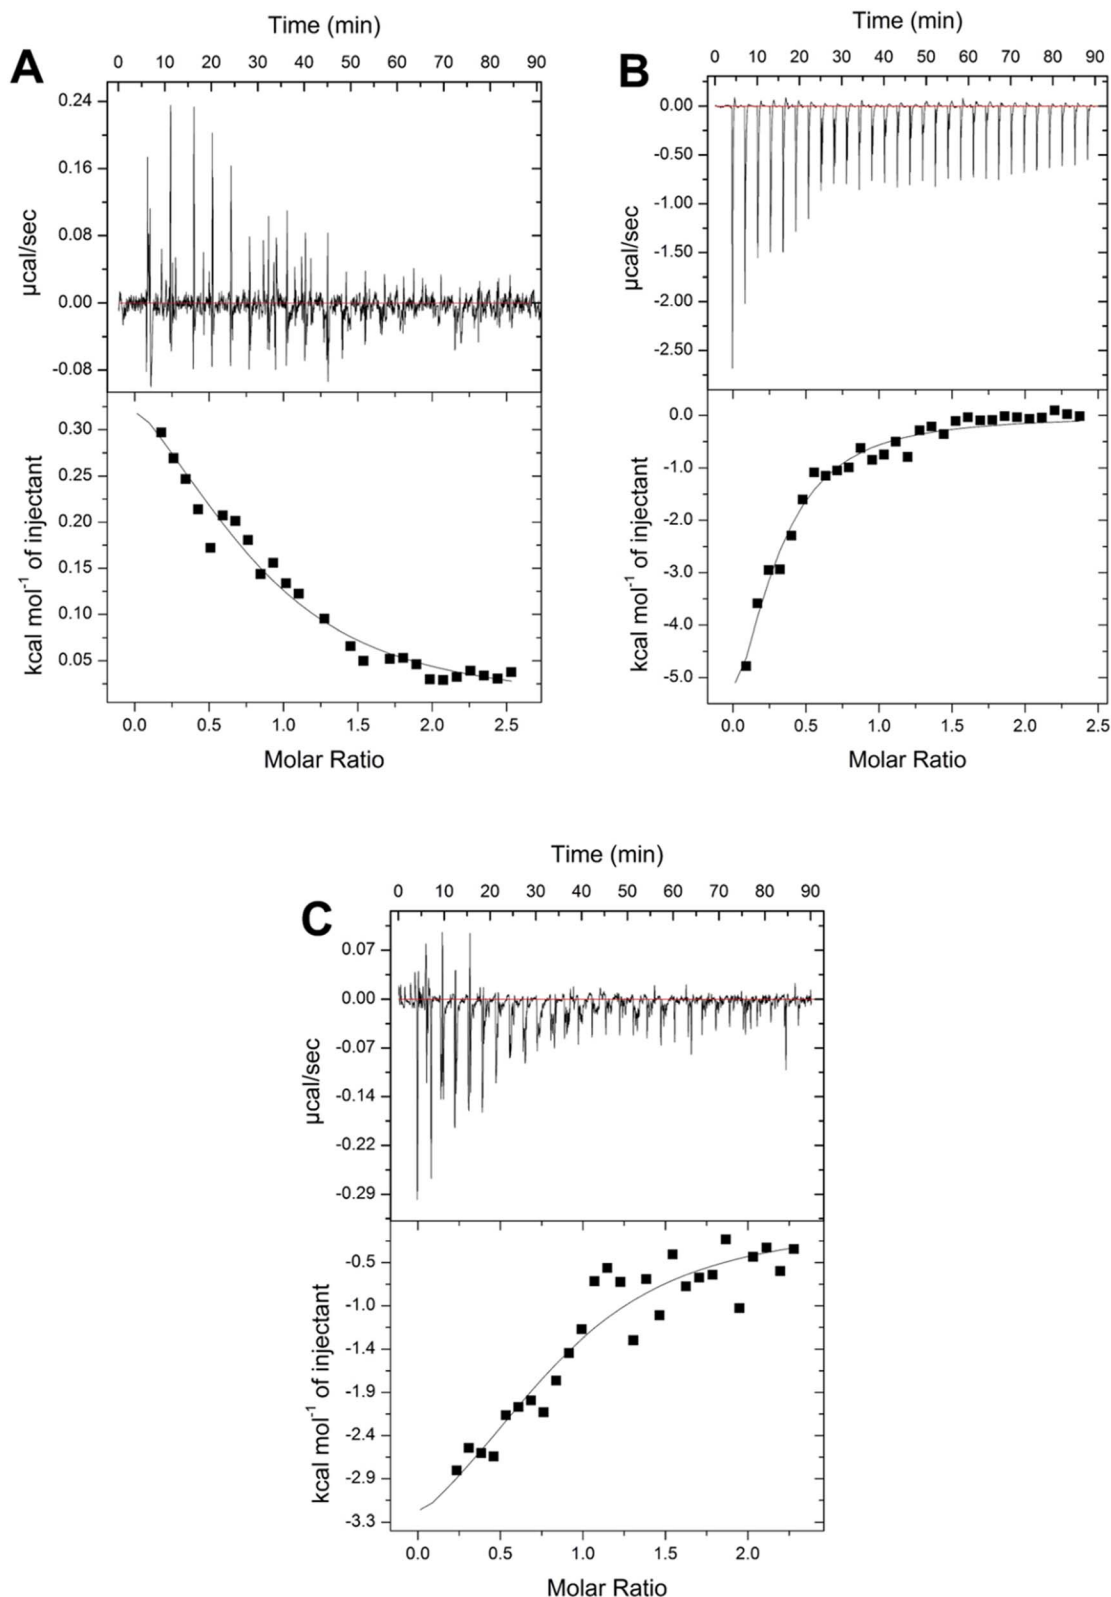 Time (min)
A
0 10 20 30 40 50 60 70 80 90
0.24
0.16
0.08
0.00
-0.08
µcal/sec
0.30
0.25
0.20
0.15
0.10
0.05
kcal mol⁻¹ of injectant
0.0 0.5 1.0 1.5 2.0 2.5
Molar Ratio
Time (min)
B
0 10 20 30 40 50 60 70 80 90
0.00
-0.50
-1.00
-1.50
-2.00
-2.50
µcal/sec
0.0
-1.0
-2.0
-3.0
-4.0
-5.0
kcal mol⁻¹ of injectant
0.0 0.5 1.0 1.5 2.0 2.5
Molar Ratio
Time (min)
C
0 10 20 30 40 50 60 70 80 90
0.07
0.00
-0.07
-0.14
-0.22
-0.29
µcal/sec
-0.5
-1.0
-1.4
-1.9
-2.4
-2.9
-3.3
kcal mol⁻¹ of injectant
0.0 0.5 1.0 1.5 2.0
Molar Ratio